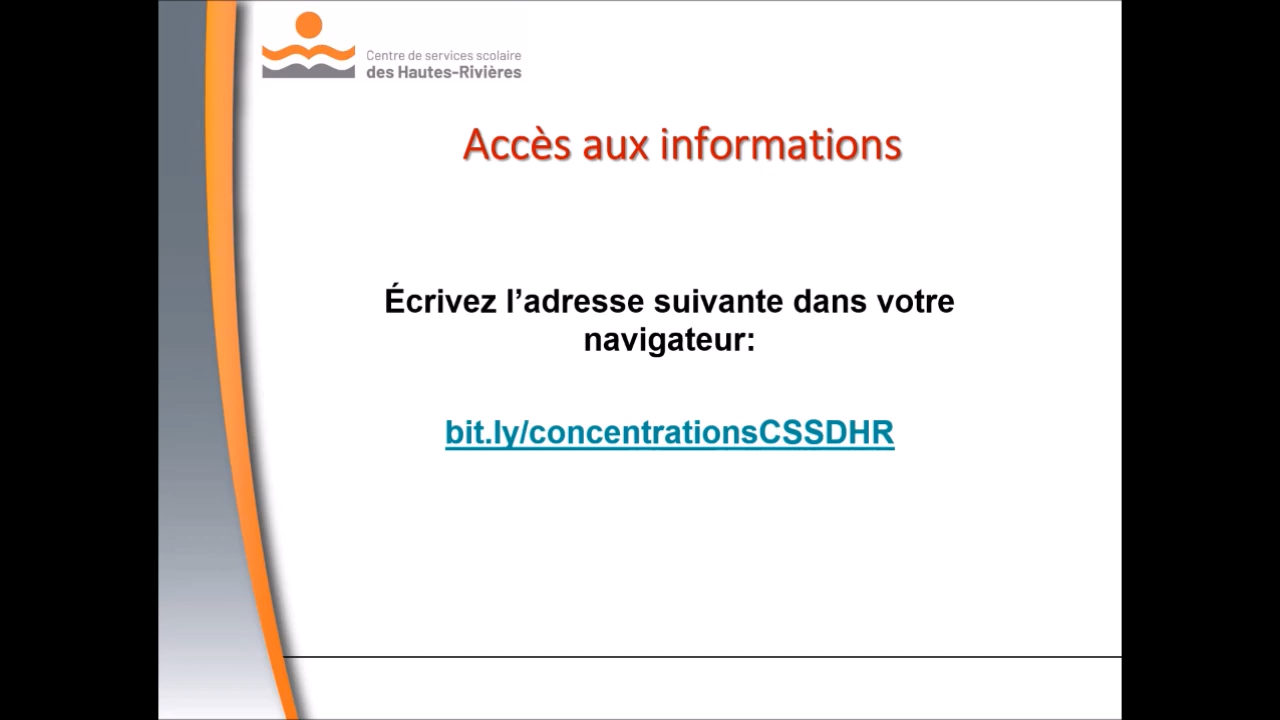 Centre de services scolaire
des Hautes-Rivières
Accès aux informations
Écrivez l’adresse suivante dans votre
navigateur:
bit.ly/concentrationsCSSDHR